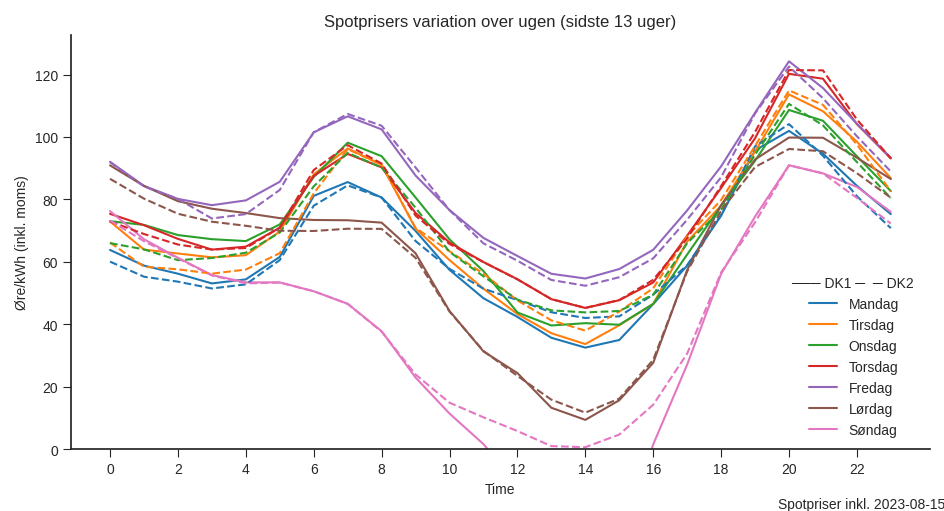 Spotprisers variation over ugen (sidste 13 uger)
Øre/kWh (inkl. moms)
120
100
80
60
40
20
0
0 2 4 6 8 10 12 14 16 18 20 22
Time
DK1 DK2
Mandag
Tirsdag
Onsdag
Torsdag
Fredag
Lørdag
Søndag
Spotpriser inkl. 2023-08-15